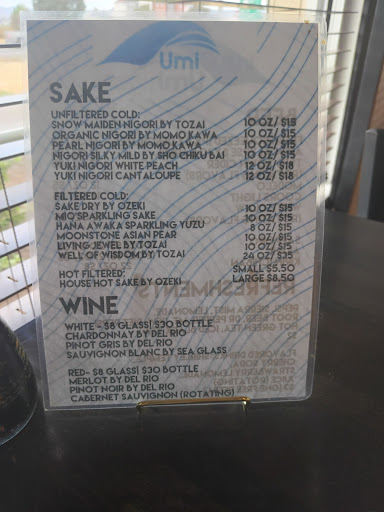 Umi
SAKE
UNFILTERED COLD:
SNOW MAIDEN NIGORI BY TOZAI 10 OZ/ $15
ORGANIC NIGORI BY MOMO KAWA 10 OZ/ $15
PEARL NIGORI BY MOMO KAWA 10 OZ/ $15
NIGORI SILKY MILD BY SHO CHIKU BAI 10 OZ/ $15
YUKI NIGORI WHITE PEACH 12 OZ/ $18
YUKI NIGORI CANTALOUPE 12 OZ/ $18
FILTERED COLD:
SAKE DRY BY OZEKI 10 OZ/ $15
MIO SPARKLING SAKE 10 OZ/ $15
HANA AWAKA SPARKLING YUZU 8 OZ/ $15
MOONSTONE ASIAN PEAR 10 OZ/ $15
LIVING JEWEL BY TOZAI 10 OZ/ $15
WELL OF WISDOM BY TOZAI 24 OZ/ $35
HOT FILTERED: SMALL $5.50
HOUSE HOT SAKE BY OZEKI LARGE $8.50
WINE
WHITE- $8 GLASS| $30 BOTTLE
CHARDONNAY BY DEL RIO
PINOT GRIS BY DEL RIO
SAUVIGNON BLANC BY SEA GLASS
RED- $8 GLASS| $30 BOTTLE
MERLOT BY DEL RIO
PINOT NOIR BY DEL RIO
CABERNET SAUVIGNON (ROTATING)